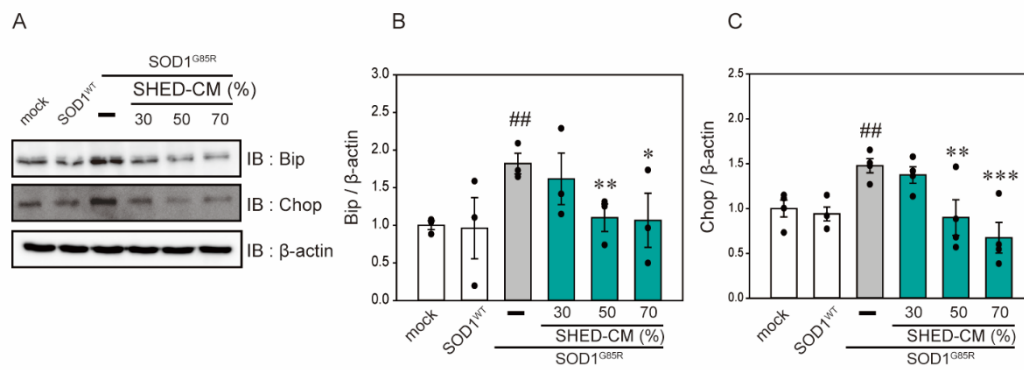 A
SOD1G85R
SHED-CM (%)
mock SOD1WT − 30 50 70
IB : Bip
IB : Chop
IB : β-actin
B
Bip / β-actin
3.0
2.5
2.0
1.5
1.0
0.5
0.0
##
**
*
mock SOD1WT − 30 50 70
SHED-CM (%)
SOD1G85R
C
Chop / β-actin
2.5
2.0
1.5
1.0
0.5
0.0
##
**
***
mock SOD1WT − 30 50 70
SHED-CM (%)
SOD1G85R